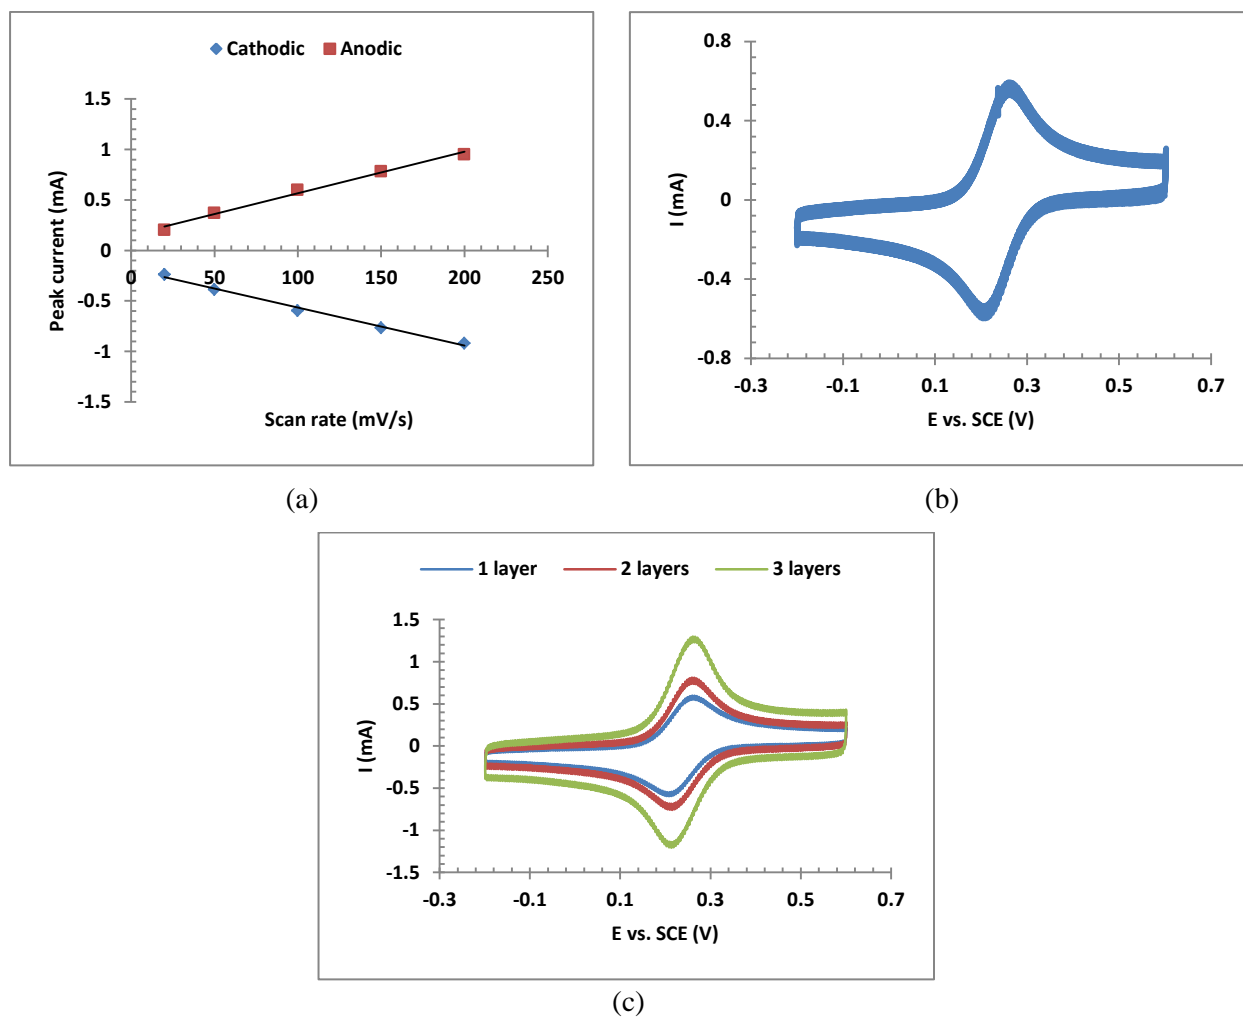 Cathodic Anodic
1.5
1
0.5
0
-0.5
-1
-1.5
0 50 100 150 200 250
Peak current (mA)
Scan rate (mV/s)
(a)
0.8
0.4
0
-0.4
-0.8
-0.3 -0.1 0.1 0.3 0.5 0.7
I (mA)
E vs. SCE (V)
(b)
1 layer 2 layers 3 layers
1.5
1
0.5
0
-0.5
-1
-1.5
-0.3 -0.1 0.1 0.3 0.5 0.7
I (mA)
E vs. SCE (V)
(c)